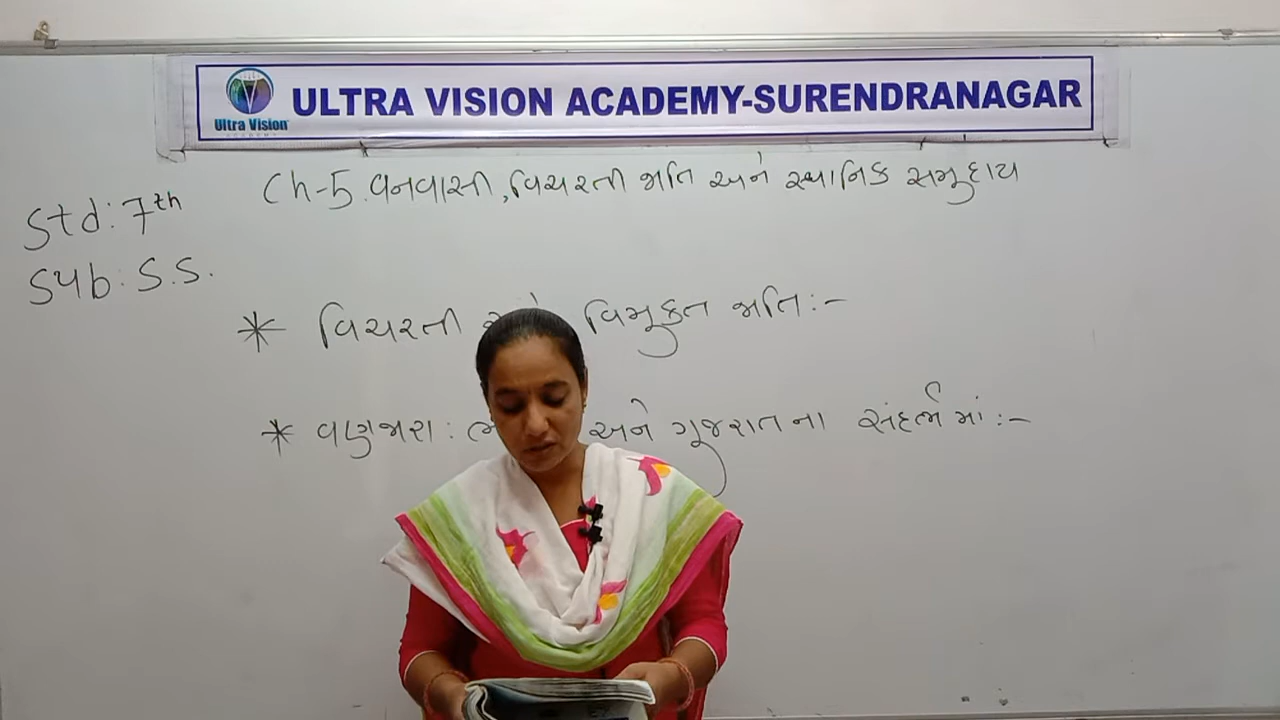 ULTRA VISION ACADEMY-SURENDRANAGAR
Ultra Vision
Ch-5. વનવાસી, વિચરતી જાતિ અને સ્થાનિક સમુદાય
Std: 7th
Sub: S.S.
* વિચરતી વિમુક્ત જાતિ:-
* વણજારા: અને ગુજરાતના સંદર્ભમાં:-